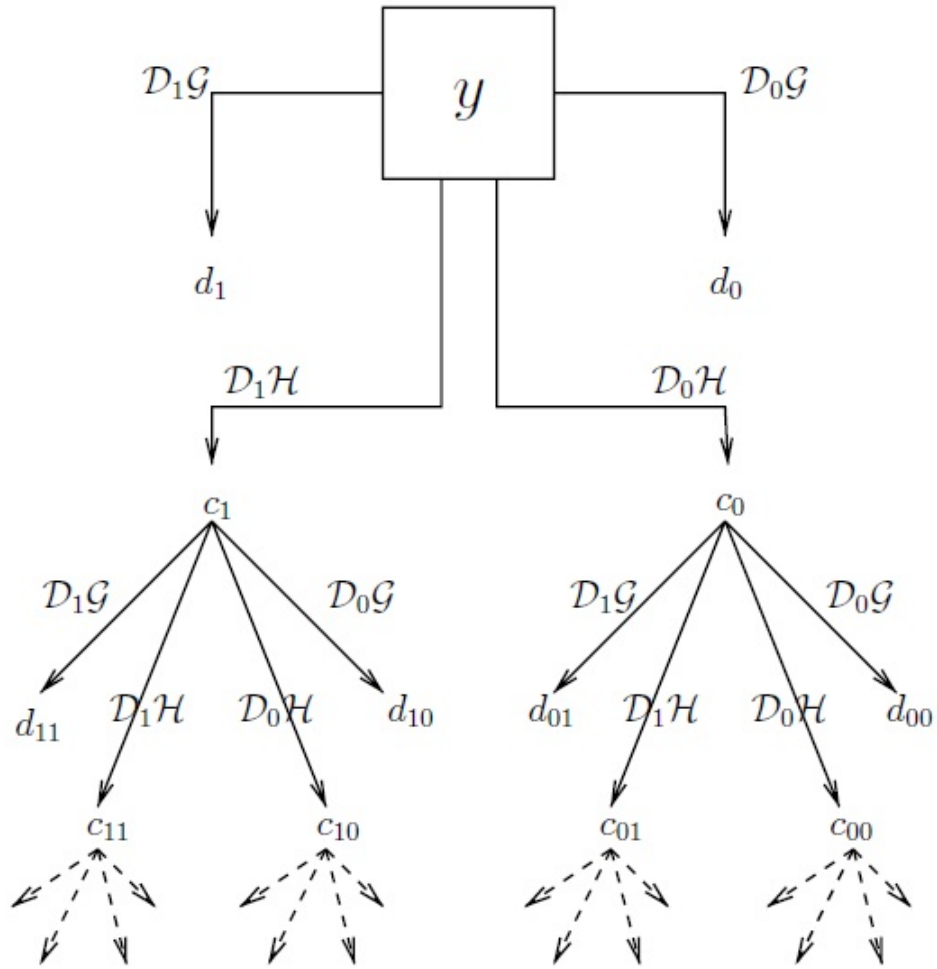 𝒟₁𝒢 y 𝒟₀𝒢
d₁ d₀
𝒟₁ℋ 𝒟₀ℋ
c₁ c₀
𝒟₁𝒢 𝒟₀𝒢 𝒟₁𝒢 𝒟₀𝒢
d₁₁ 𝒟₁ℋ 𝒟₀ℋ d₁₀ d₀₁ 𝒟₁ℋ 𝒟₀ℋ d₀₀
c₁₁ c₁₀ c₀₁ c₀₀